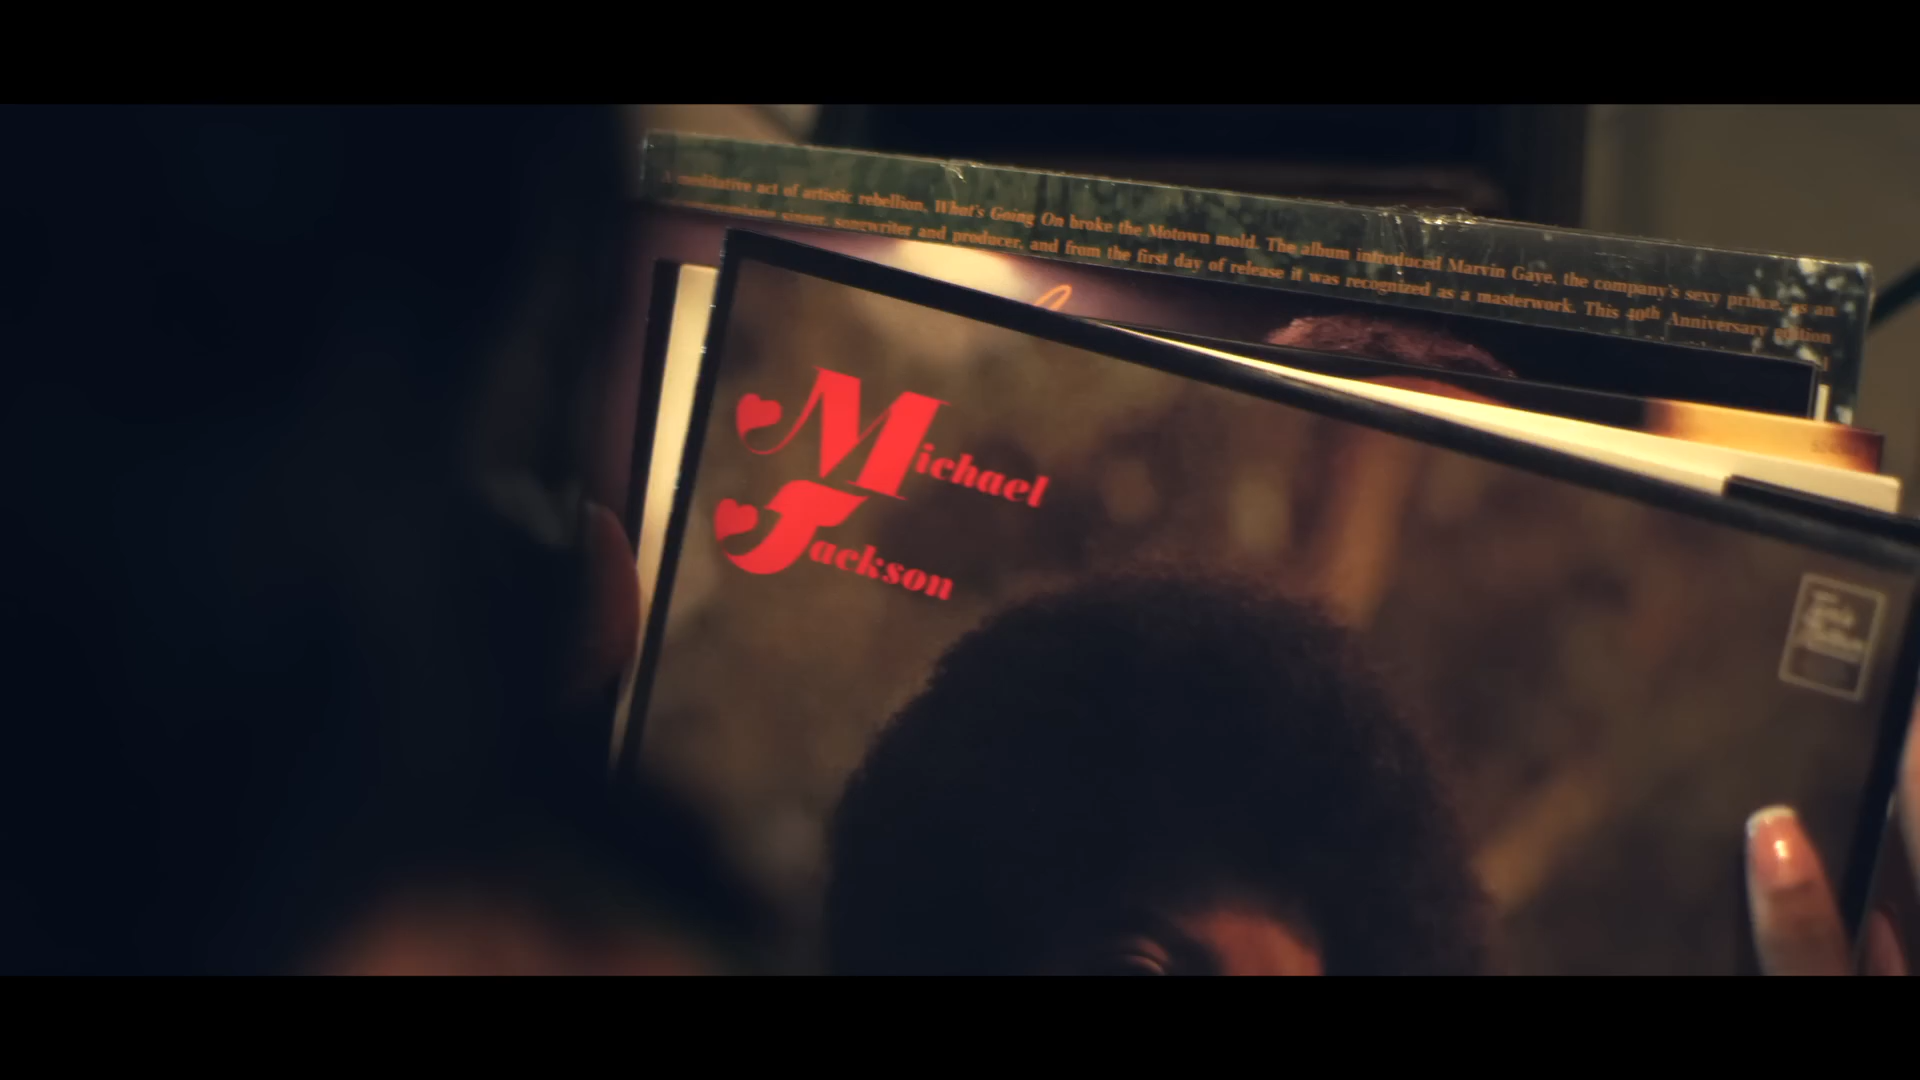 meditative act of artistic rebellion, What's Going On broke the Motown mold. The album introduced Marvin Gaye, the company's sexy prince, as an
singer, songwriter and producer, and from the first day of release it was recognized as a masterwork. This 40th Anniversary edition
Michael
Jackson